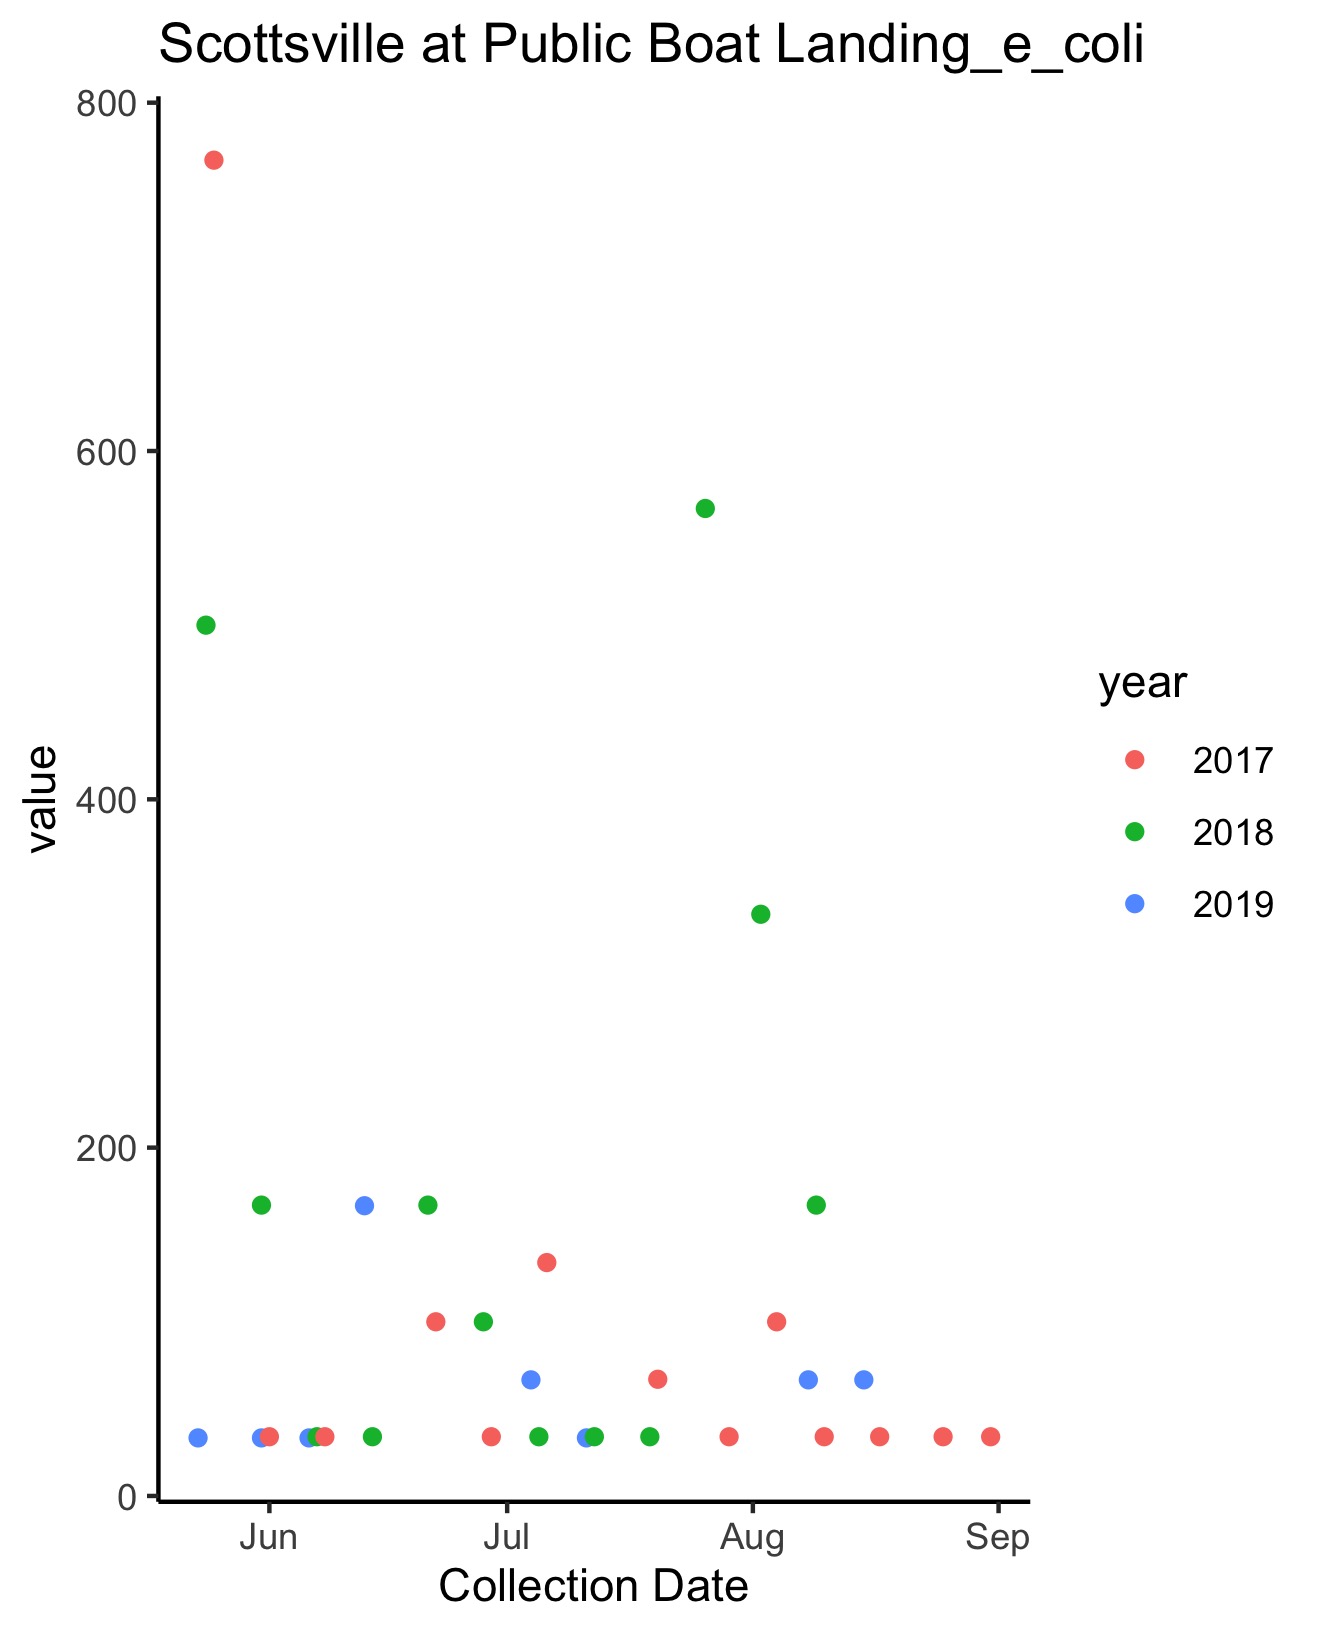 Scottsville at Public Boat Landing_e_coli
800
600
400
200
0
value
Jun Jul Aug Sep
Collection Date
year
2017
2018
2019